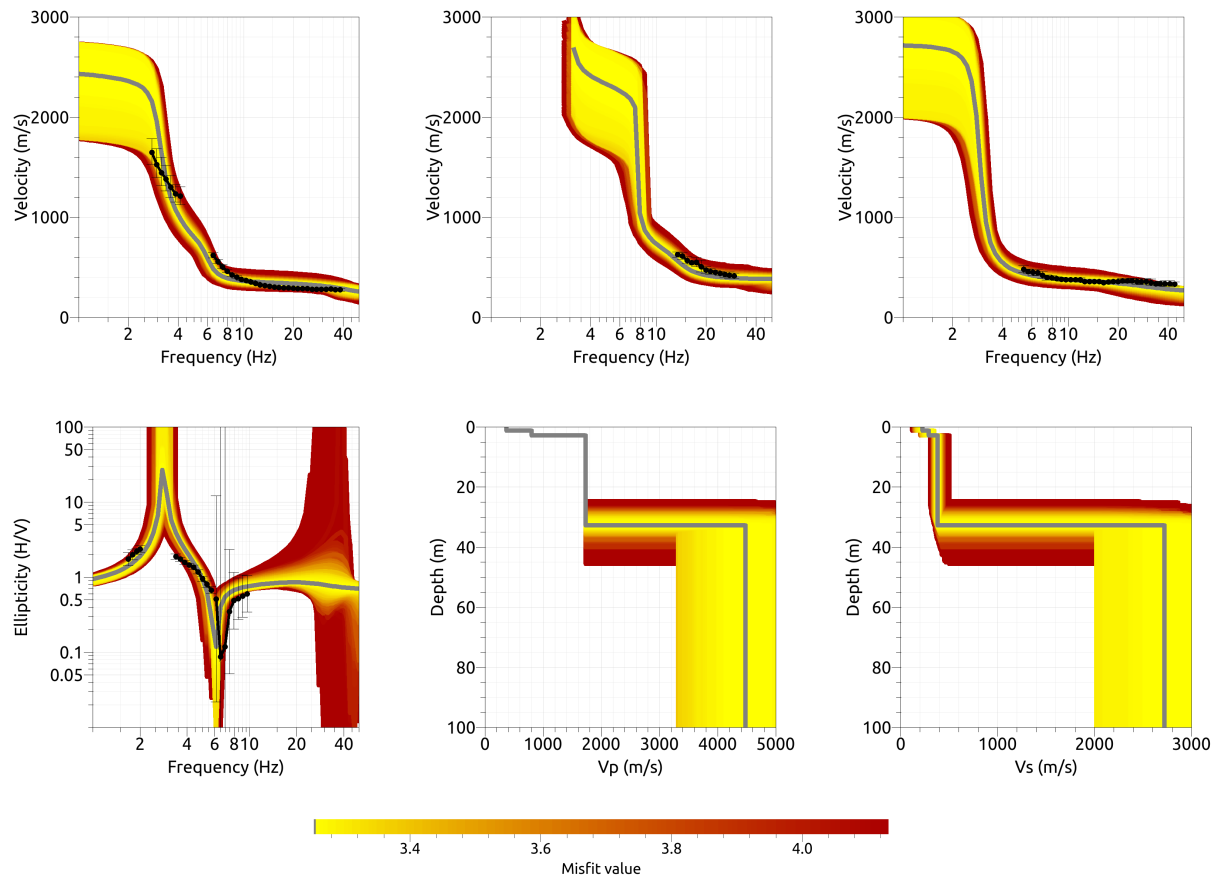 3000
2000
1000
0
Velocity (m/s)
2 4 6 8 10 20 40
Frequency (Hz)
3000
2000
1000
0
Velocity (m/s)
2 4 6 8 10 20 40
Frequency (Hz)
3000
2000
1000
0
Velocity (m/s)
2 4 6 8 10 20 40
Frequency (Hz)
100
50
10
5
1
0.5
0.1
0.05
Ellipticity (H/V)
2 4 6 8 10 20 40
Frequency (Hz)
0
20
40
60
80
100
Depth (m)
0 1000 2000 3000 4000 5000
Vp (m/s)
0
20
40
60
80
100
Depth (m)
0 1000 2000 3000
Vs (m/s)
3.4 3.6 3.8 4.0
Misfit value